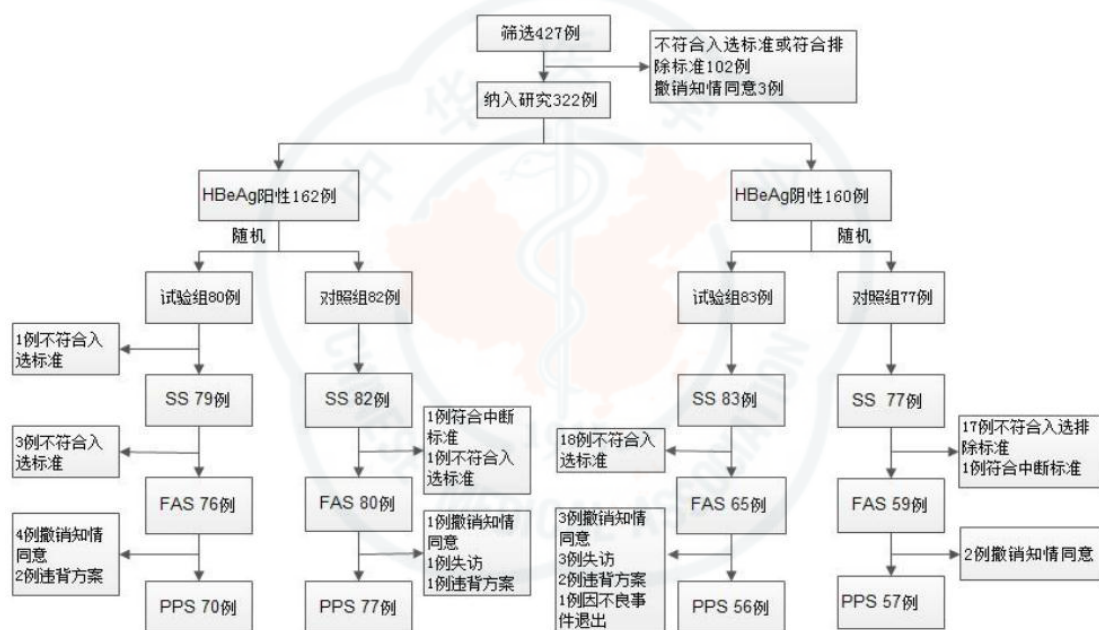 筛选427例
不符合入选标准或符合排
除标准102例
撤销知情同意3例
纳入研究322例
HBeAg阳性162例
HBeAg阴性160例
随机
随机
试验组80例
对照组82例
试验组83例
对照组77例
1例不符合入
选标准
SS 79例
SS 82例
SS 83例
SS 77例
3例不符合入
选标准
1例符合中断
标准
1例不符合入
选标准
18例不符合入
选标准
17例不符合入选排
除标准
1例符合中断标准
FAS 76例
FAS 80例
FAS 65例
FAS 59例
4例撤销知情
同意
2例违背方案
1例撤销知情
同意
1例失访
1例违背方案
3例撤销知情
同意
3例失访
2例违背方案
1例因不良事
件退出
2例撤销知情同意
PPS 70例
PPS 77例
PPS 56例
PPS 57例
中华医学会
CHINESE MEDICAL ASSOCIATION